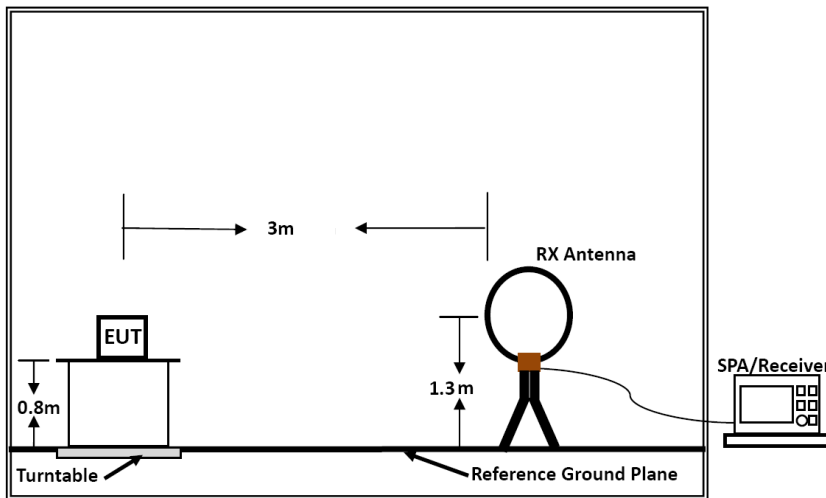 3m
RX Antenna
EUT
SPA/Receiver
0.8m
1.3m
Turntable
Reference Ground Plane